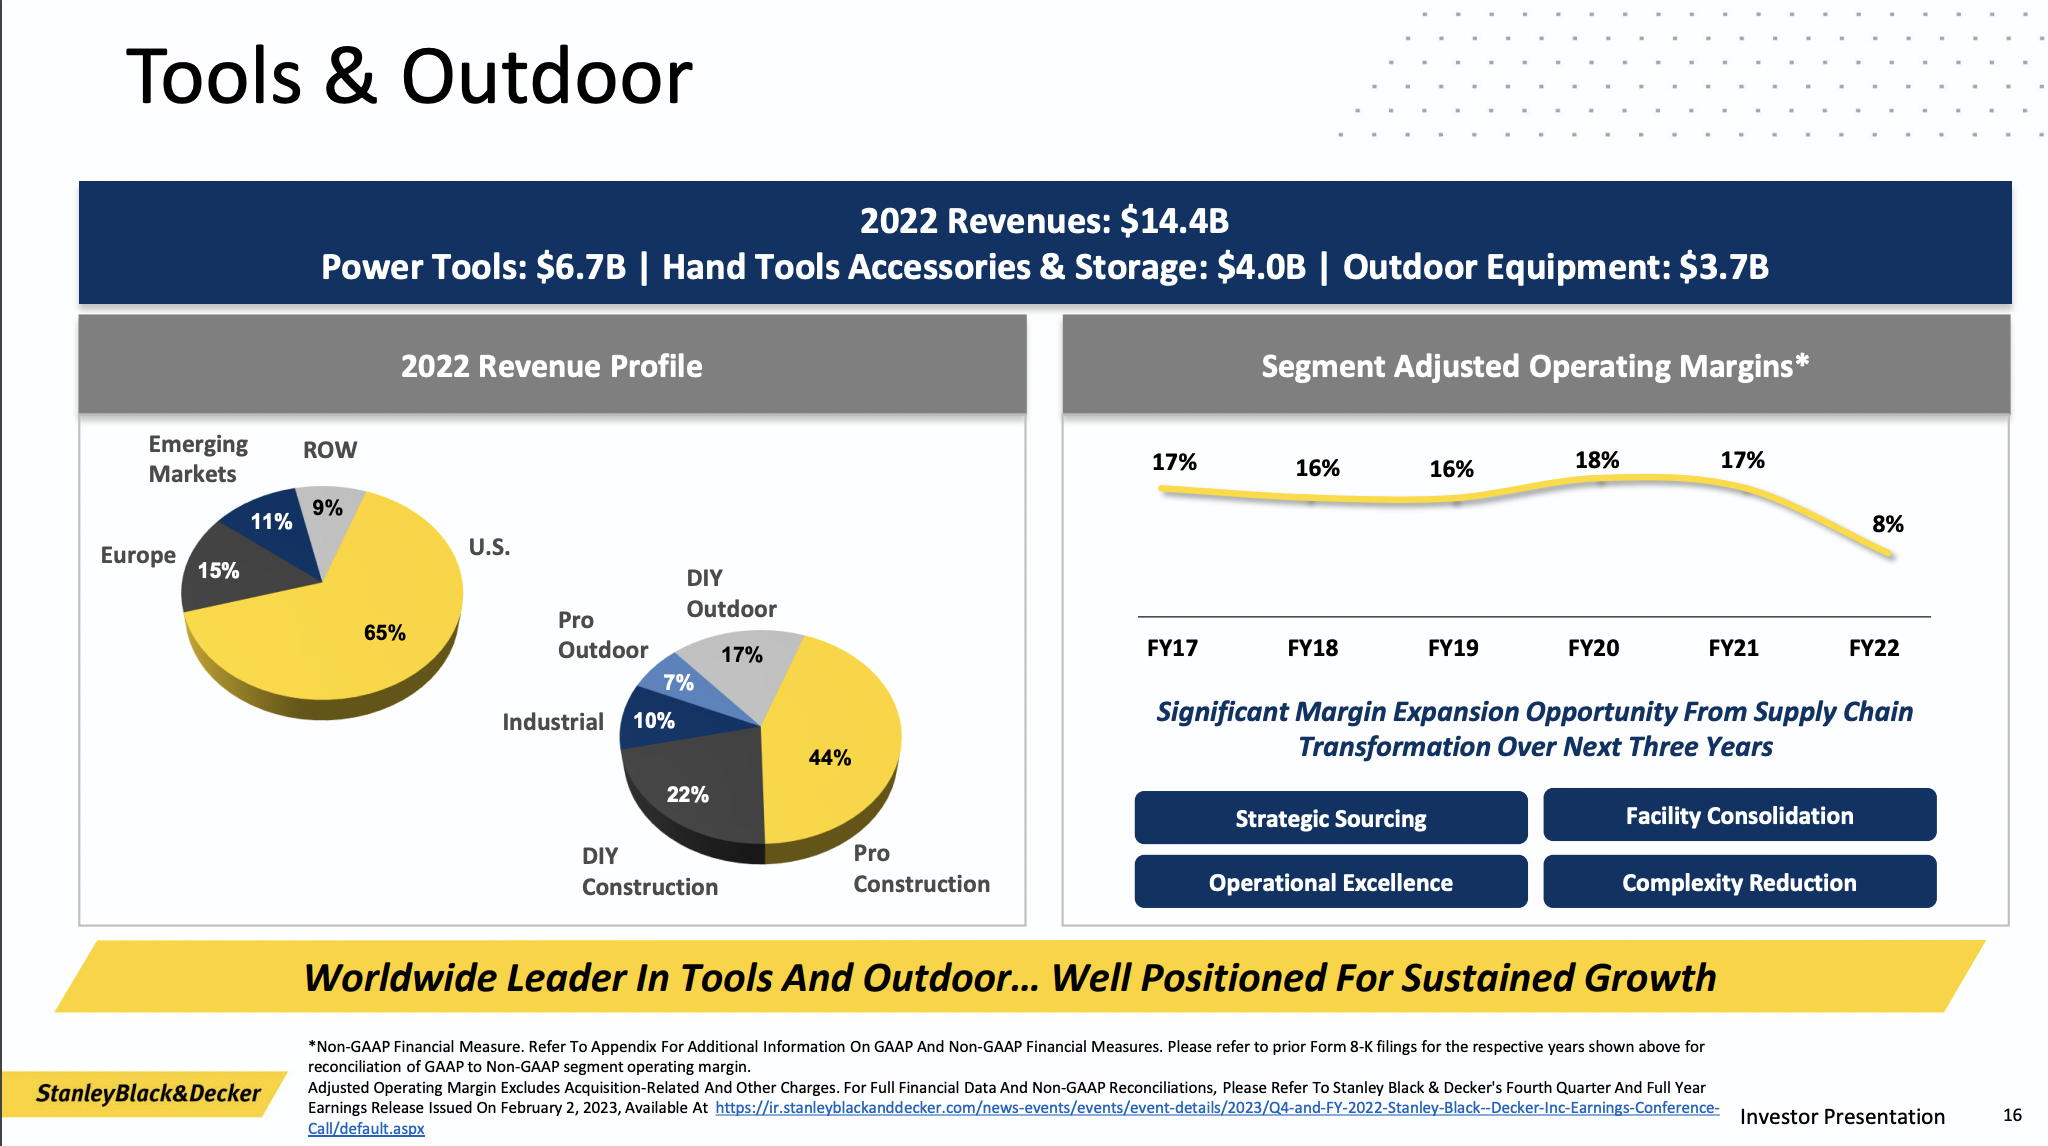 Tools & Outdoor
2022 Revenues: $14.4B
Power Tools: $6.7B | Hand Tools Accessories & Storage: $4.0B | Outdoor Equipment: $3.7B
2022 Revenue Profile
Emerging
Markets
ROW
9%
11%
Europe
15%
U.S.
65%
DIY
Outdoor
Pro
Outdoor
17%
7%
Industrial
10%
44%
22%
DIY
Construction
Pro
Construction
Segment Adjusted Operating Margins*
17%
16%
16%
18%
17%
8%
FY17
FY18
FY19
FY20
FY21
FY22
Significant Margin Expansion Opportunity From Supply Chain
Transformation Over Next Three Years
Strategic Sourcing
Facility Consolidation
Operational Excellence
Complexity Reduction
Worldwide Leader In Tools And Outdoor... Well Positioned For Sustained Growth
*Non-GAAP Financial Measure. Refer To Appendix For Additional Information On GAAP And Non-GAAP Financial Measures. Please refer to prior Form 8-K filings for the respective years shown above for
reconciliation of GAAP to Non-GAAP segment operating margin.
Adjusted Operating Margin Excludes Acquisition-Related And Other Charges. For Full Financial Data And Non-GAAP Reconciliations, Please Refer To Stanley Black & Decker's Fourth Quarter And Full Year
Earnings Release Issued On February 2, 2023, Available At https://ir.stanleyblackanddecker.com/news-events/events/event-details/2023/Q4-and-FY-2022-Stanley-Black--Decker-Inc-Earnings-Conference-
Call/default.aspx
StanleyBlack&Decker
Investor Presentation
16